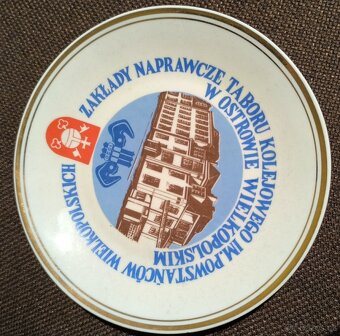 ZAKŁADY NAPRAWCZE TABORU KOLEJOWEGO IM. POWSTAŃCÓW WIELKOPOLSKICH
W OSTROWIE WIELKOPOLSKIM